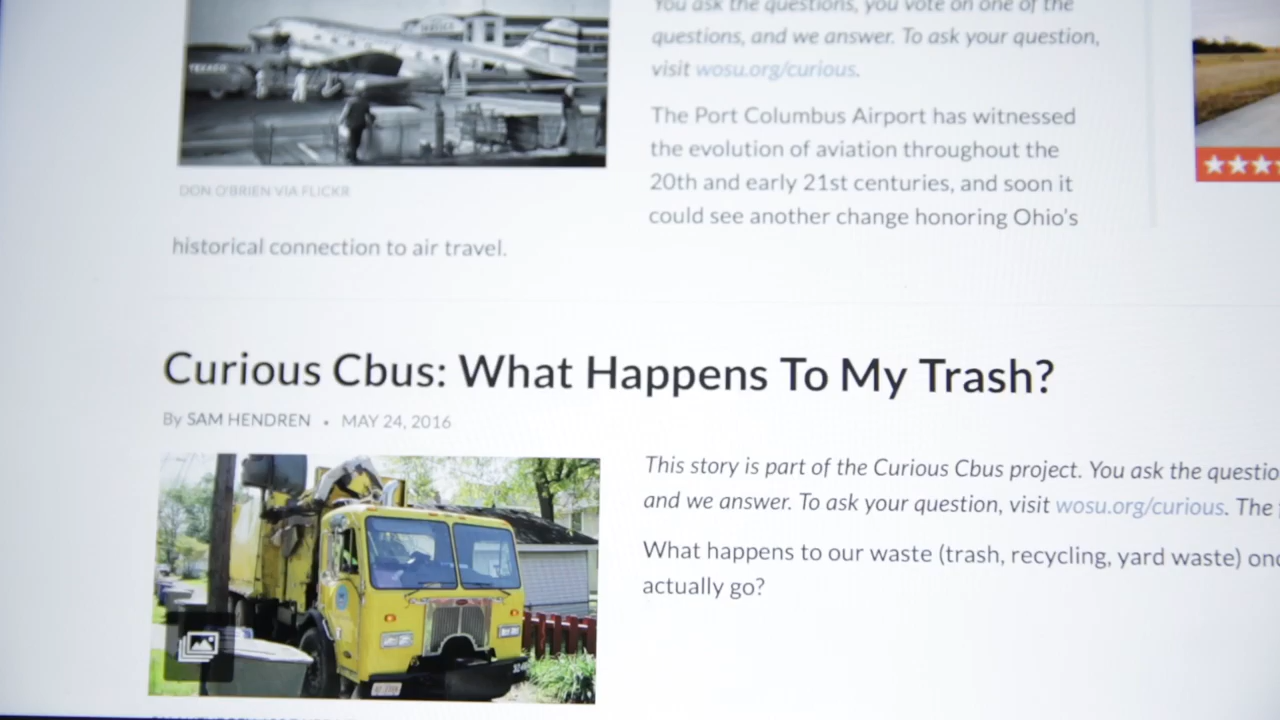 You ask the questions, you vote on one of the
questions, and we answer. To ask your question,
visit wosu.org/curious.
TEXACO
DON O'BRIEN VIA FLICKR
The Port Columbus Airport has witnessed
the evolution of aviation throughout the
20th and early 21st centuries, and soon it
could see another change honoring Ohio's
historical connection to air travel.
Curious Cbus: What Happens To My Trash?
By SAM HENDREN • MAY 24, 2016
This story is part of the Curious Cbus project. You ask the questio
and we answer. To ask your question, visit wosu.org/curious. The
What happens to our waste (trash, recycling, yard waste) onc
actually go?